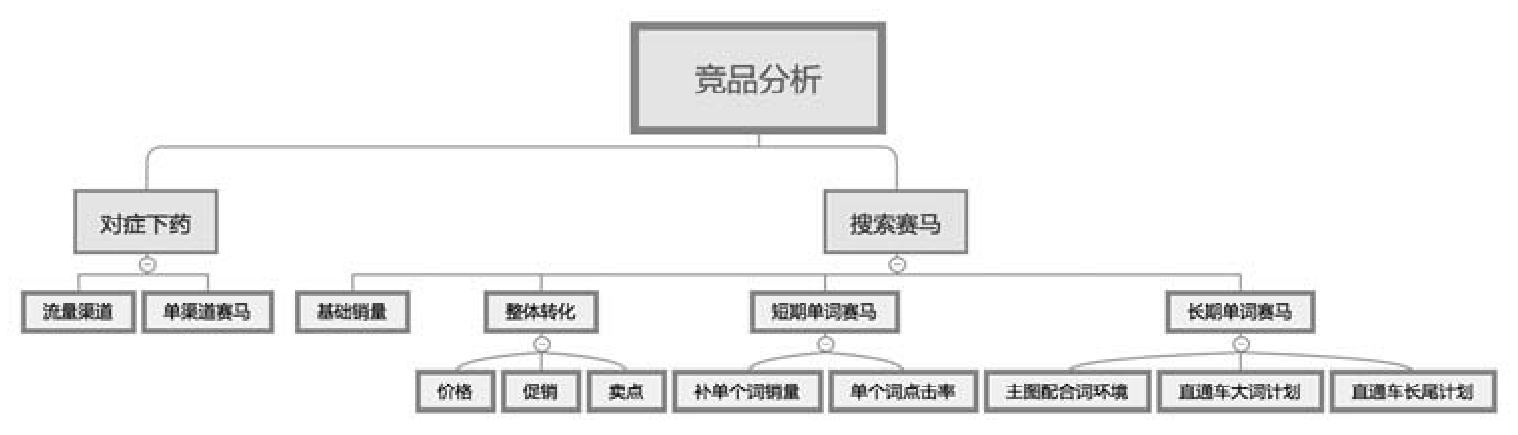 竞品分析
对症下药
搜索赛马
流量渠道
单渠道赛马
基础销量
整体转化
短期单词赛马
长期单词赛马
价格
促销
卖点
补单个词销量
单个词点击率
主图配合词环境
直通车大词计划
直通车长尾计划